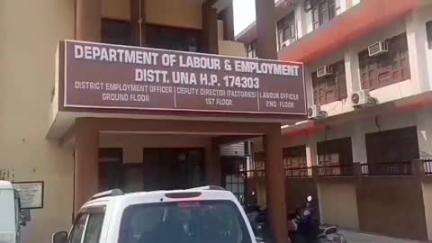 DEPARTMENT OF LABOUR & EMPLOYMENT
DISTT. UNA H.P. 174303
DISTRICT EMPLOYMENT OFFICER DEPUTY DIRECTOR (FACTORIES) LABOUR OFFICER
GROUND FLOOR 1ST FLOOR 2ND FLOOR